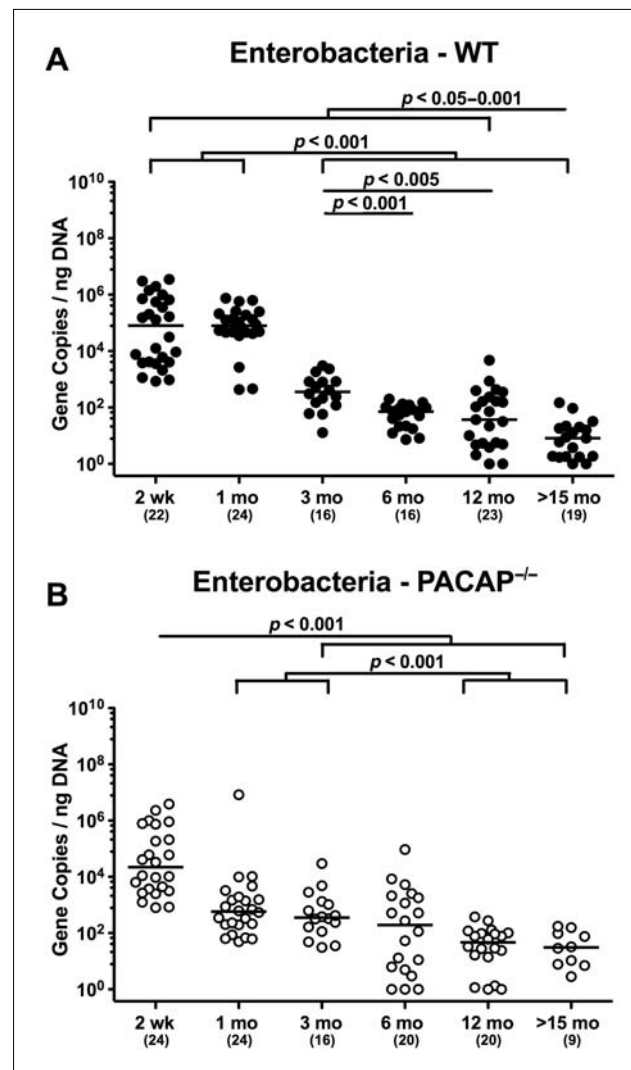 A
Enterobacteria - WT
p < 0.05–0.001
p < 0.001
p < 0.005
p < 0.001
10^10
10^8
10^6
10^4
10^2
10^0
Gene Copies / ng DNA
2 wk 1 mo 3 mo 6 mo 12 mo >15 mo
(22) (24) (16) (16) (23) (19)
B
Enterobacteria - PACAP^–/–
p < 0.001
p < 0.001
10^10
10^8
10^6
10^4
10^2
10^0
Gene Copies / ng DNA
2 wk 1 mo 3 mo 6 mo 12 mo >15 mo
(24) (24) (16) (20) (20) (9)